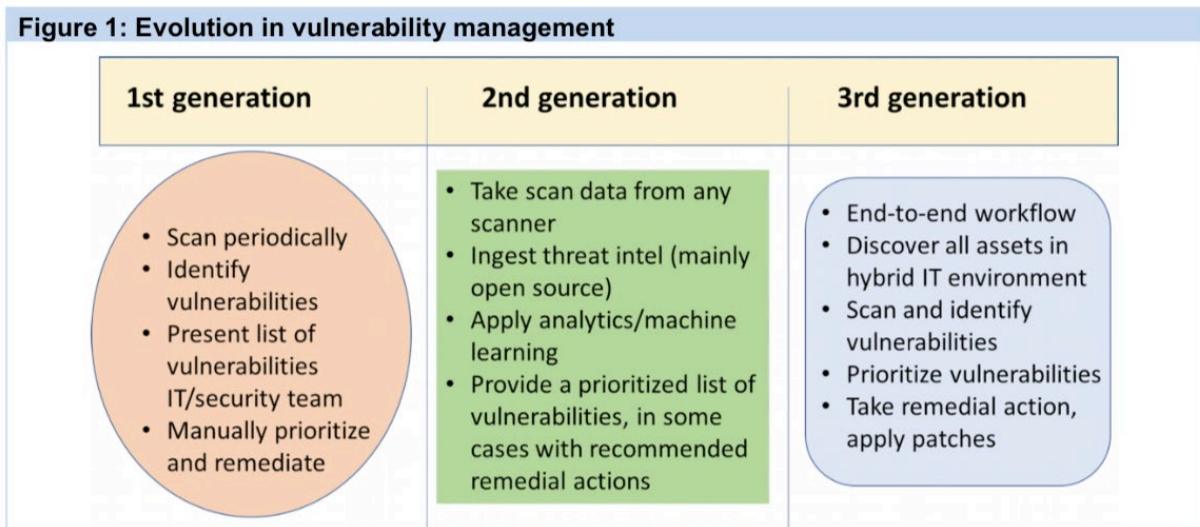 Figure 1: Evolution in vulnerability management
1st generation
2nd generation
3rd generation
• Scan periodically
• Identify
vulnerabilities
• Present list of
vulnerabilities
IT/security team
• Manually prioritize
and remediate
• Take scan data from any
scanner
• Ingest threat intel (mainly
open source)
• Apply analytics/machine
learning
• Provide a prioritized list of
vulnerabilities, in some
cases with recommended
remedial actions
• End-to-end workflow
• Discover all assets in
hybrid IT environment
• Scan and identify
vulnerabilities
• Prioritize vulnerabilities
• Take remedial action,
apply patches